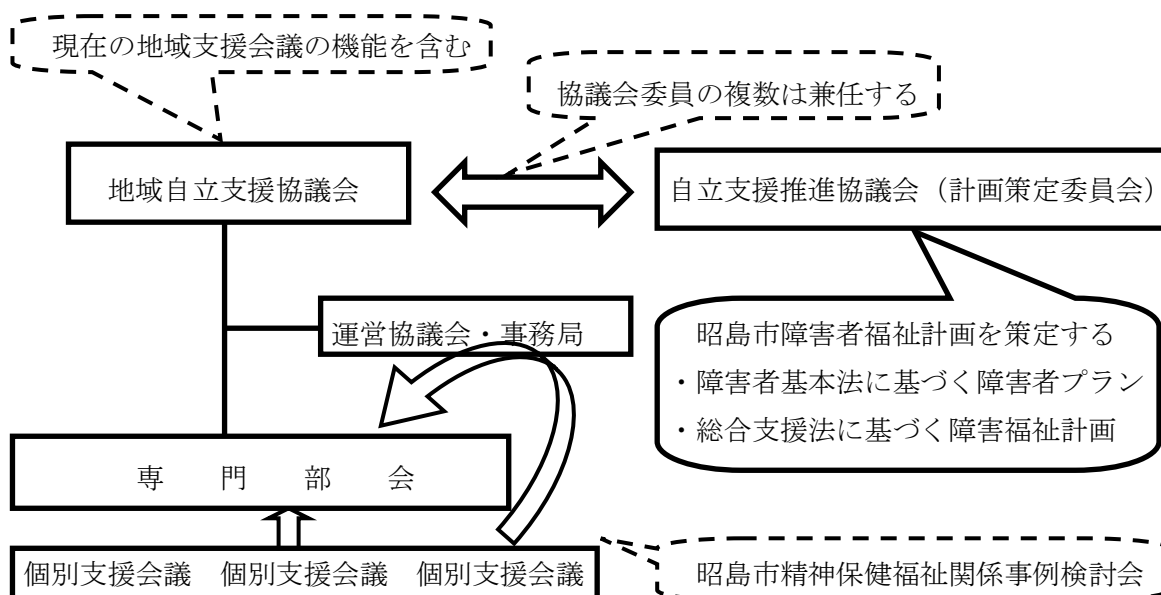 現在の地域支援会議の機能を含む
協議会委員の複数は兼任する
地域自立支援協議会
自立支援推進協議会（計画策定委員会）
運営協議会・事務局
昭島市障害者福祉計画を策定する
・障害者基本法に基づく障害者プラン
・総合支援法に基づく障害福祉計画
専　門　部　会
個別支援会議　個別支援会議　個別支援会議
昭島市精神保健福祉関係事例検討会